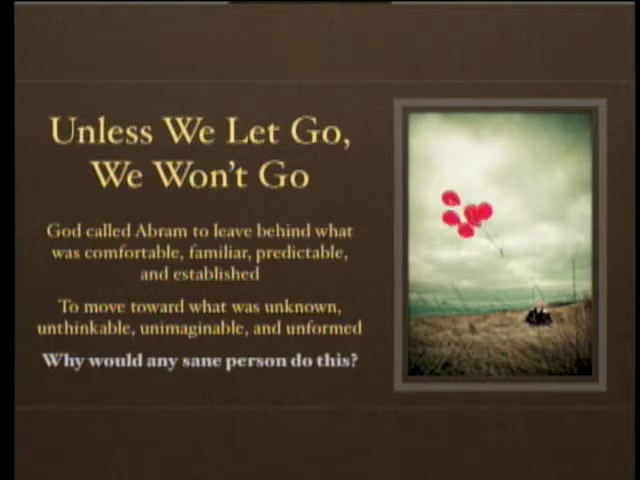 Unless We Let Go,
We Won't Go
God called Abram to leave behind what
was comfortable, familiar, predictable,
and established
To move toward what was unknown,
unthinkable, unimaginable, and unformed
Why would any sane person do this?